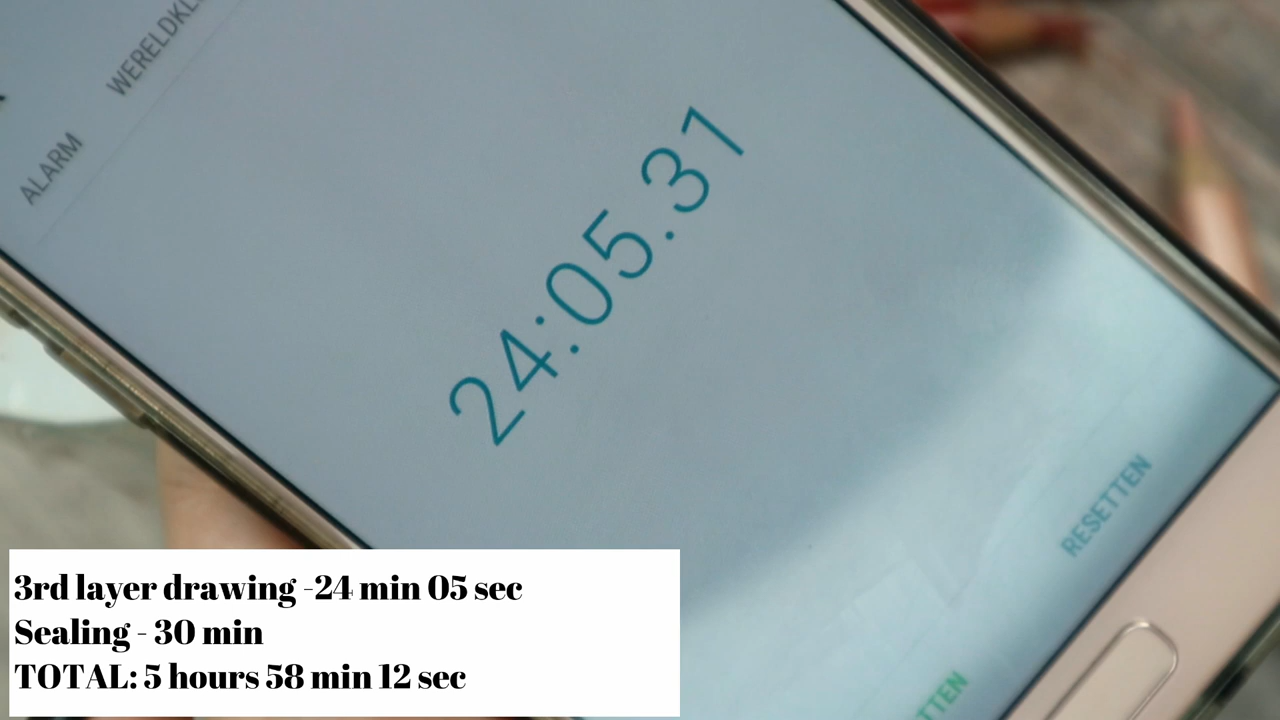 WERELDKL
ALARM
24:05.31
RESETTEN
TTEN
3rd layer drawing -24 min 05 sec
Sealing - 30 min
TOTAL: 5 hours 58 min 12 sec